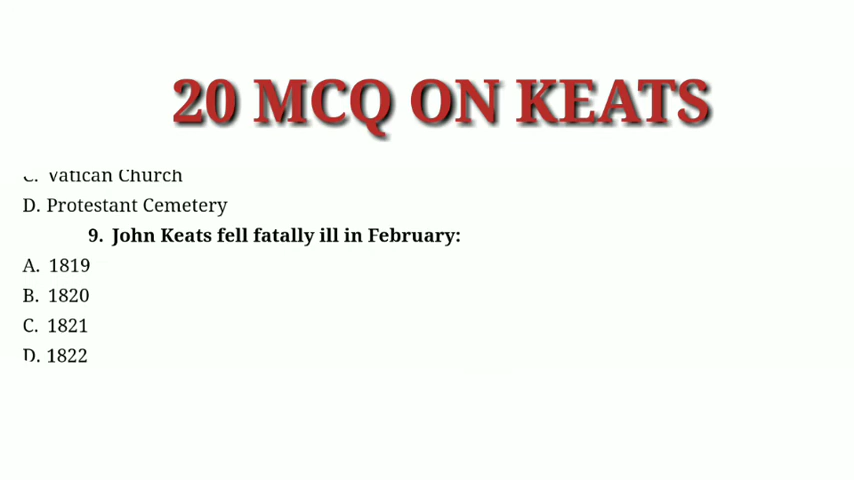 20 MCQ ON KEATS
C. Vatican Church
D. Protestant Cemetery
9. John Keats fell fatally ill in February:
A. 1819
B. 1820
C. 1821
D. 1822